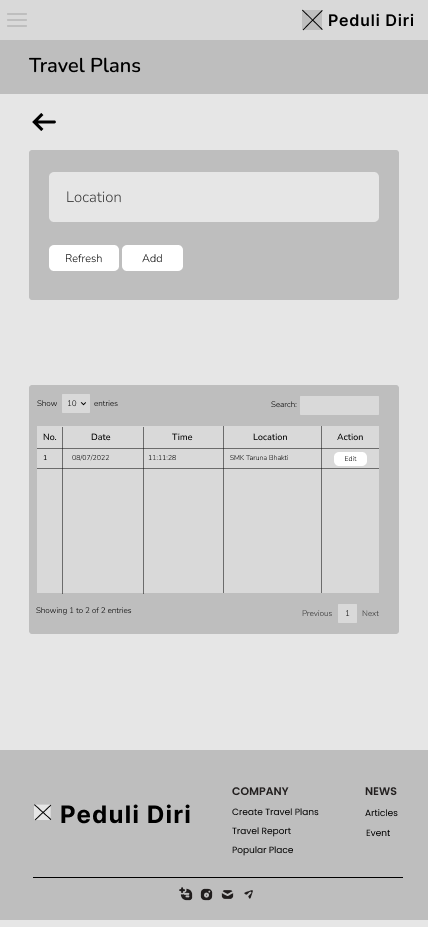 Peduli Diri
Travel Plans
Location
Refresh Add
Show 10 entries Search:
No. Date Time Location Action
1 08/07/2022 11:11:28 SMK Taruna Bhakti Edit
Showing 1 to 2 of 2 entries
Previous 1 Next
Peduli Diri
COMPANY
Create Travel Plans
Travel Report
Popular Place
NEWS
Articles
Event